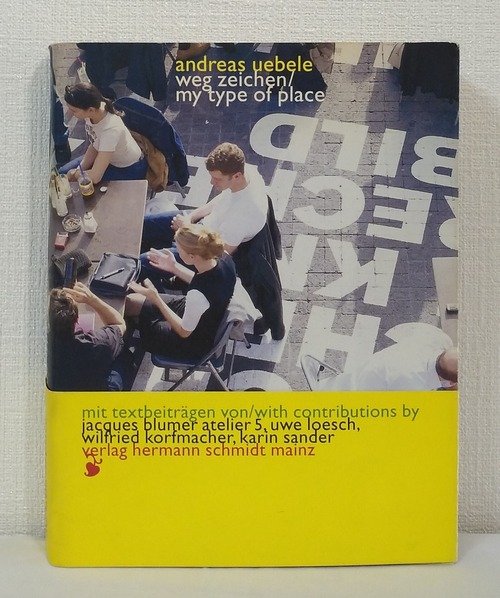 andreas uebele
weg zeichen/
my type of place
BILD
mit textbeiträgen von/with contributions by
jacques blumer atelier 5, uwe loesch,
wilfried korfmacher, karin sander
verlag hermann schmidt mainz